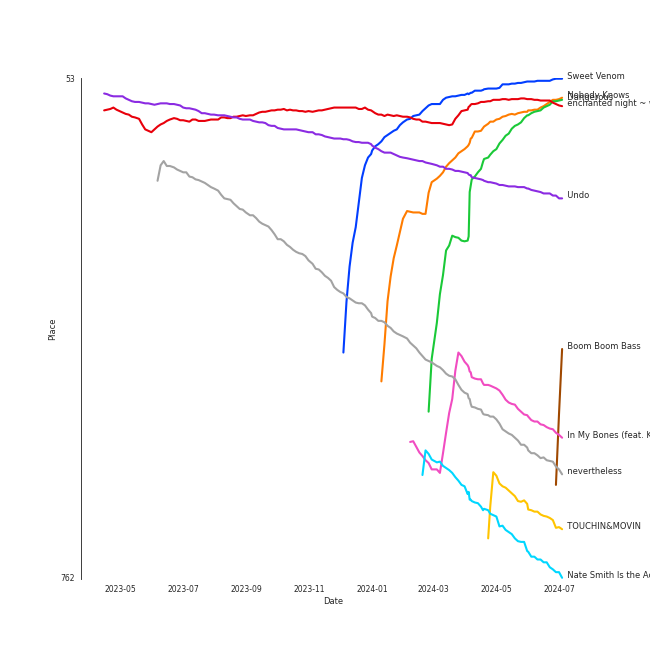 53
Sweet Venom
Nobody Knows
enchanted night ~
Undo
Place
Boom Boom Bass
In My Bones (feat. K
nevertheless
TOUCHIN&MOVIN
762
Nate Smith Is the A
2023-05 2023-07 2023-09 2023-11 2024-01 2024-03 2024-05 2024-07
Date